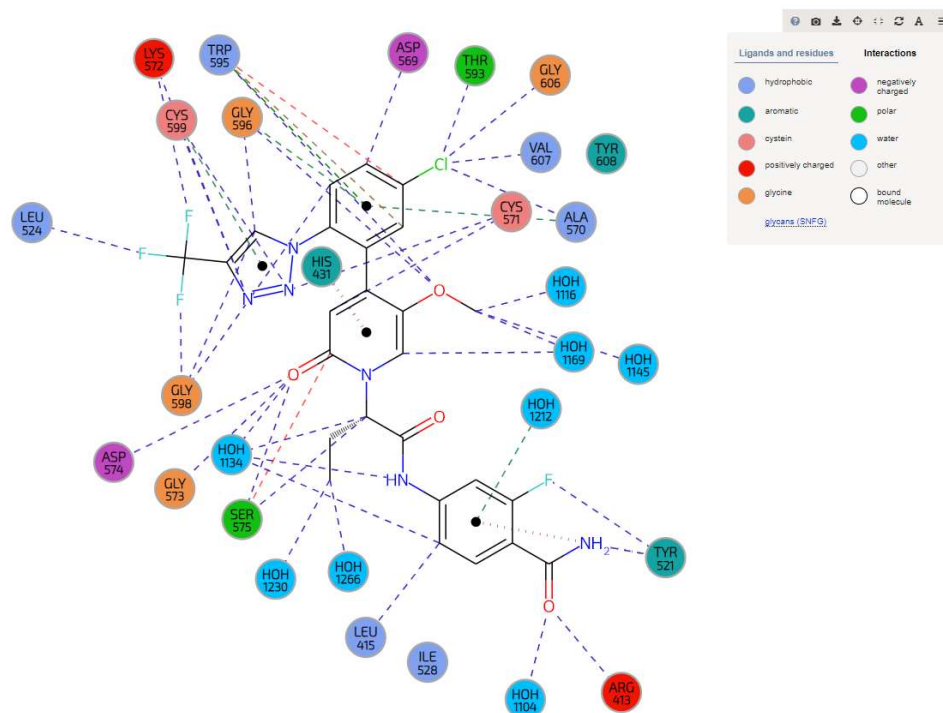 A
Ligands and residues
Interactions
hydrophobic
negatively
charged
aromatic
polar
cystein
water
positively charged
other
glycine
bound
molecule
glycans (SNFG)
LYS
572
TRP
595
ASP
569
THR
593
GLY
606
CYS
599
GLY
596
VAL
607
TYR
608
Cl
LEU
524
F
F
F
N
N
N
HIS
431
CYS
571
ALA
570
O
HOH
1116
HOH
1169
HOH
1145
O
N
GLY
598
ASP
574
HOH
1134
GLY
573
SER
575
O
HN
HOH
1212
F
NH2
TYR
521
HOH
1230
HOH
1266
LEU
415
ILE
528
O
HOH
1104
ARG
413